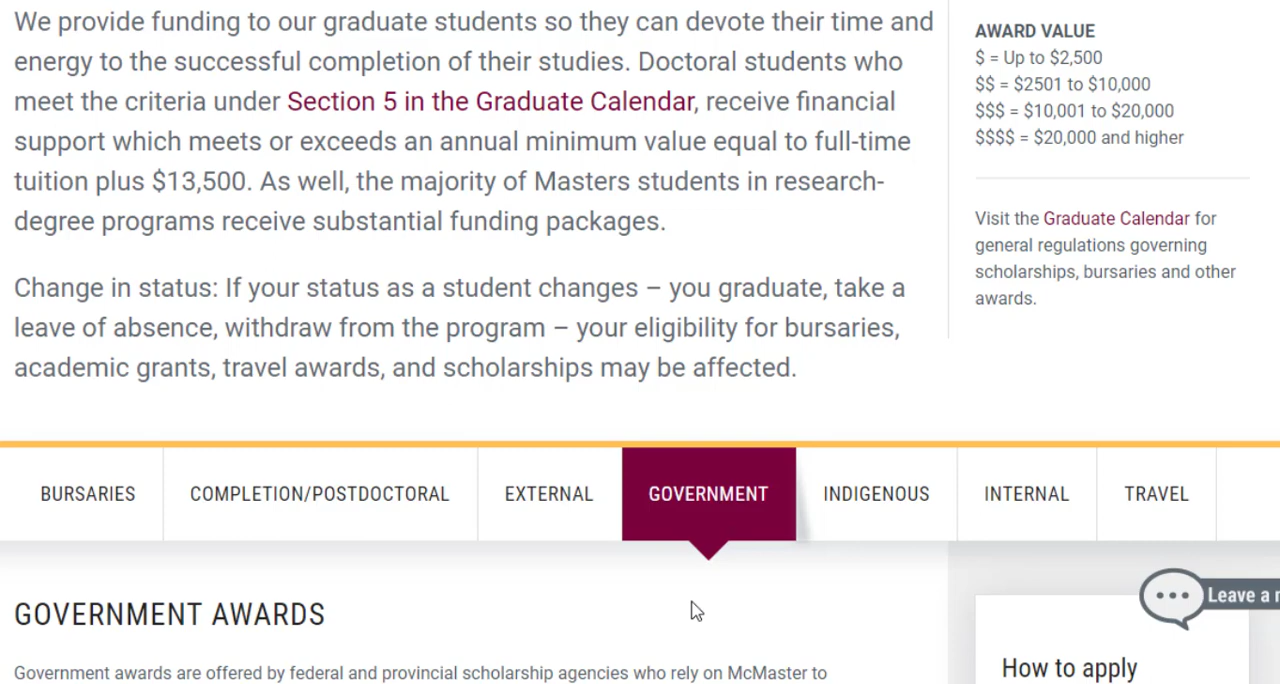 We provide funding to our graduate students so they can devote their time and
energy to the successful completion of their studies. Doctoral students who
meet the criteria under Section 5 in the Graduate Calendar, receive financial
support which meets or exceeds an annual minimum value equal to full-time
tuition plus $13,500. As well, the majority of Masters students in research-
degree programs receive substantial funding packages.
Change in status: If your status as a student changes – you graduate, take a
leave of absence, withdraw from the program – your eligibility for bursaries,
academic grants, travel awards, and scholarships may be affected.
AWARD VALUE
$ = Up to $2,500
$$ = $2501 to $10,000
$$$ = $10,001 to $20,000
$$$$ = $20,000 and higher
Visit the Graduate Calendar for
general regulations governing
scholarships, bursaries and other
awards.
BURSARIES
COMPLETION/POSTDOCTORAL
EXTERNAL
GOVERNMENT
INDIGENOUS
INTERNAL
TRAVEL
GOVERNMENT AWARDS
Government awards are offered by federal and provincial scholarship agencies who rely on McMaster to
Leave a
How to apply